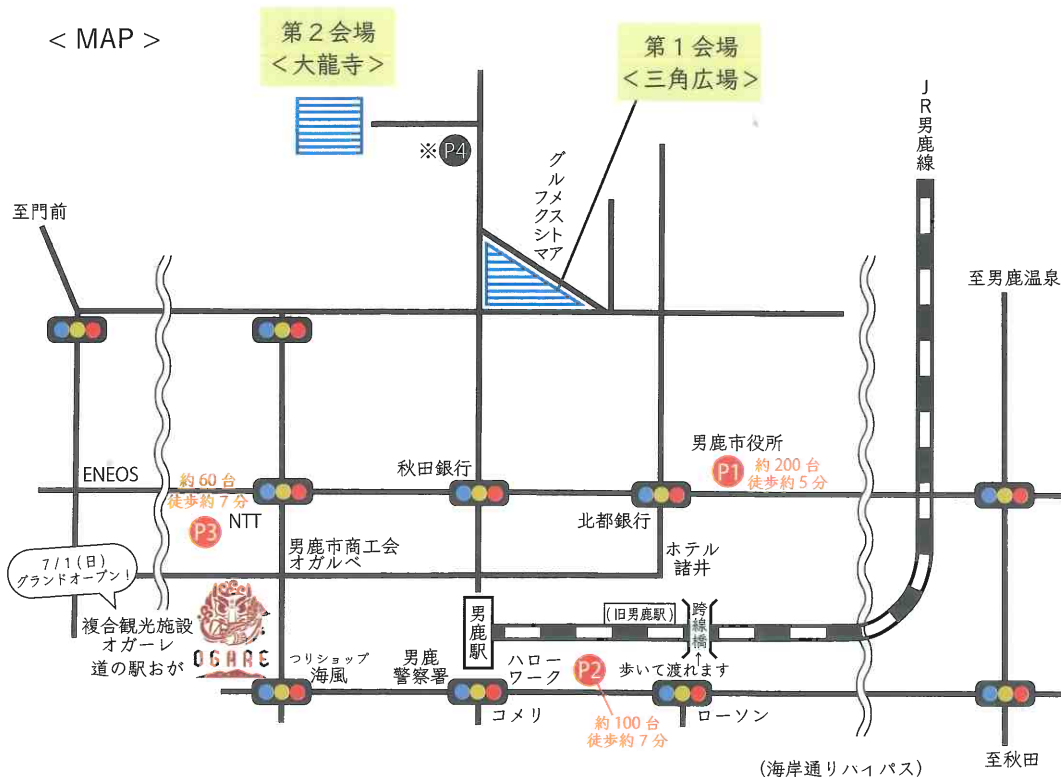 < MAP >
第2会場
<大龍寺>
第1会場
<三角広場>
JR男鹿線
※P4
グルメストア
フクシマ
至門前
至男鹿温泉
男鹿市役所
P1
約200台
徒歩約5分
ENEOS
約60台
徒歩約7分
P3
NTT
秋田銀行
北都銀行
7/1(日)
グランドオープン!
男鹿市商工会
オガルベ
ホテル
諸井
複合観光施設
オガーレ
道の駅おが
OGARE
男鹿駅
(旧男鹿駅)
跨線橋
↑
歩いて渡れます
つりショップ
海風
男鹿
警察署
ハロー
ワーク
P2
約100台
徒歩約7分
コメリ
ローソン
(海岸通りハイパス)
至秋田